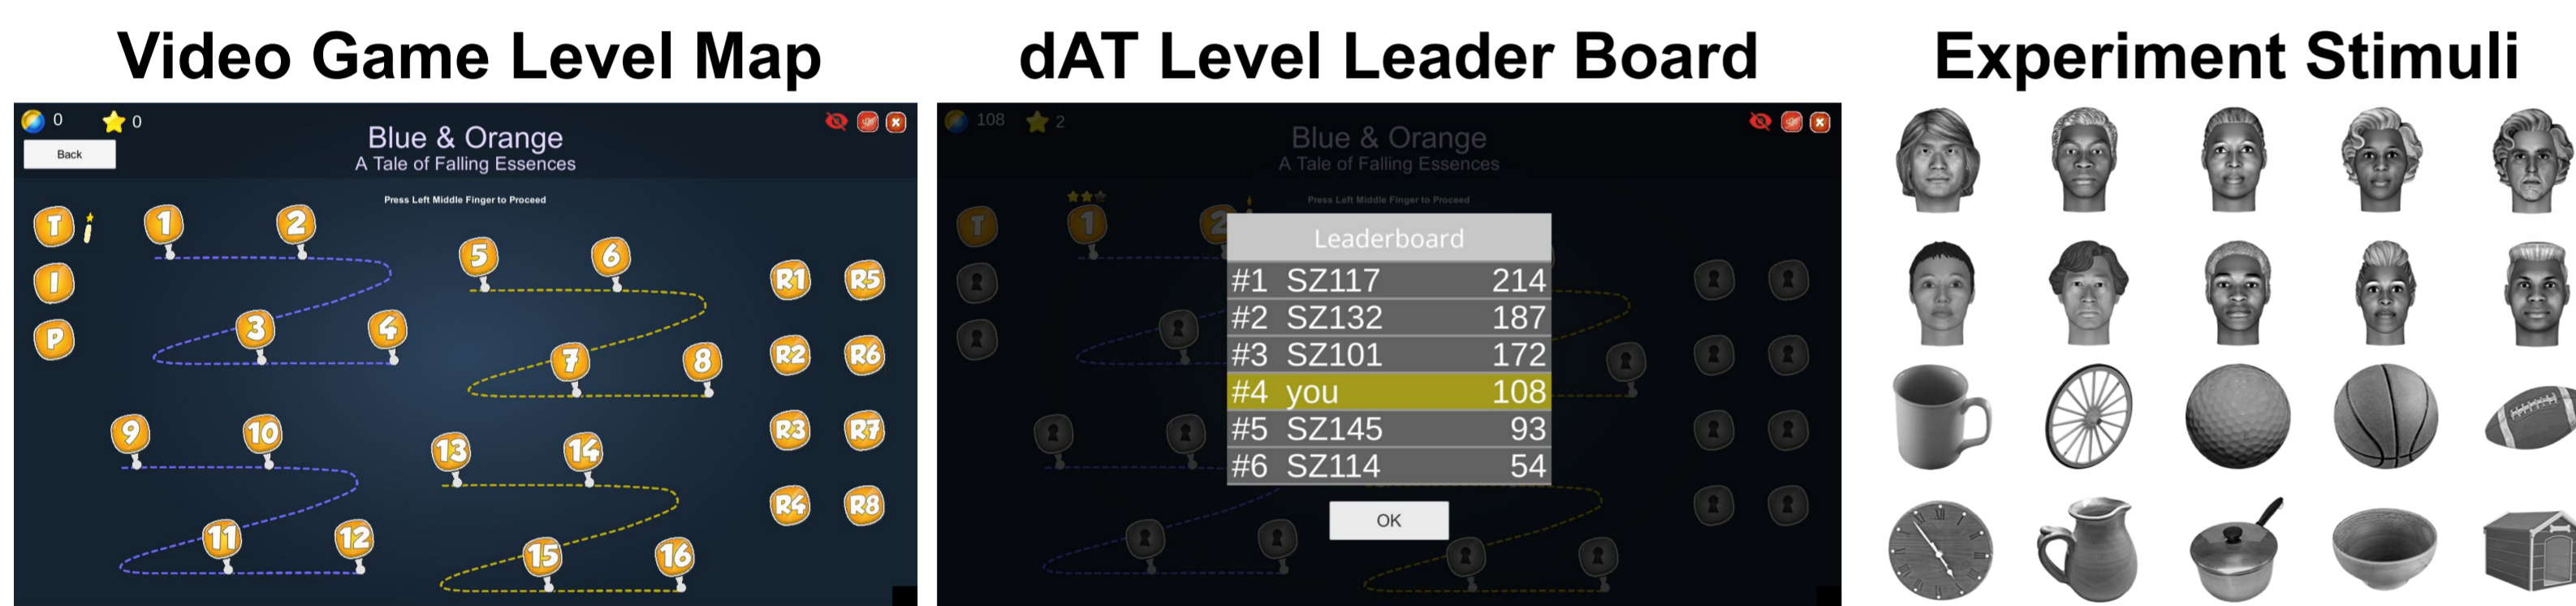 Video Game Level Map
0 0
Blue & Orange
Back
A Tale of Falling Essences
Press Left Middle Finger to Proceed
T 1 2
5 6
I
R1 R5
P 3 4
7 8
R2 R6
9 10
R3 R7
13 14
R4 R8
11 12
15 16
dAT Level Leader Board
108 2
Blue & Orange
A Tale of Falling Essences
Press Left Middle Finger to Proceed
T 1 2
Leaderboard
#1 SZ117 214
#2 SZ132 187
#3 SZ101 172
#4 you 108
#5 SZ145 93
#6 SZ114 54
OK
Experiment Stimuli